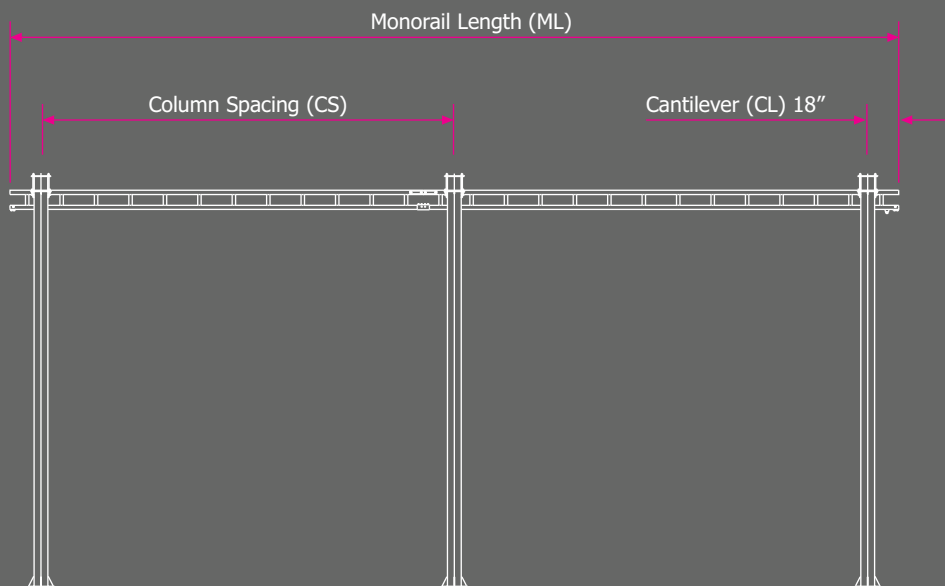 Monorail Length (ML)
Column Spacing (CS)
Cantilever (CL) 18”